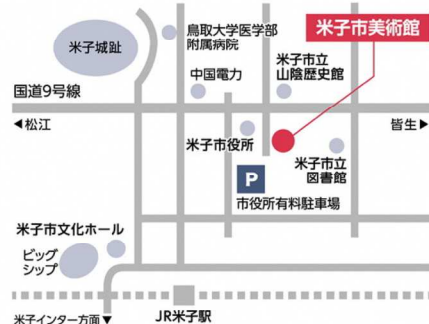 鳥取大学医学部
附属病院
米子市美術館
米子城趾
米子市立
山陰歴史館
中国電力
国道9号線
◀松江
皆生▶
米子市役所
米子市立
図書館
P
市役所有料駐車場
米子市文化ホール
ビッグ
シップ
米子インター方面▼
JR米子駅